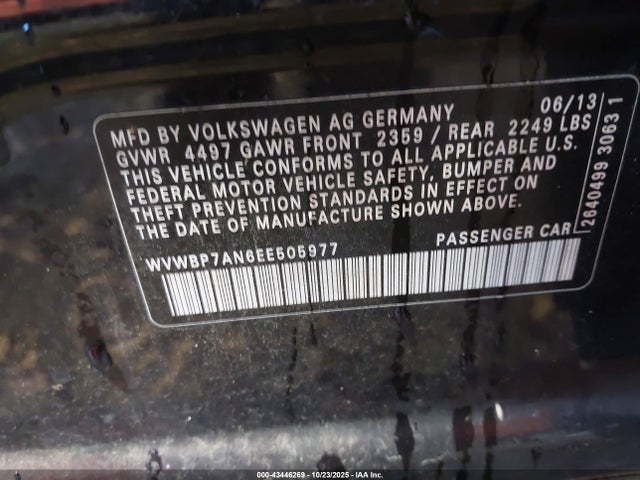 06/13
MFD BY VOLKSWAGEN AG GERMANY
GVWR 4497 GAWR FRONT 2359 / REAR 2249 LBS
THIS VEHICLE CONFORMS TO ALL APPLICABLE U.S.
FEDERAL MOTOR VEHICLE SAFETY, BUMPER AND
THEFT PREVENTION STANDARDS IN EFFECT ON
THE DATE OF MANUFACTURE SHOWN ABOVE.
WVWBP7AN6EE505977 PASSENGER CAR
2640499 3063 1
000-43446269 - 10/23/2025 - IAA Inc.